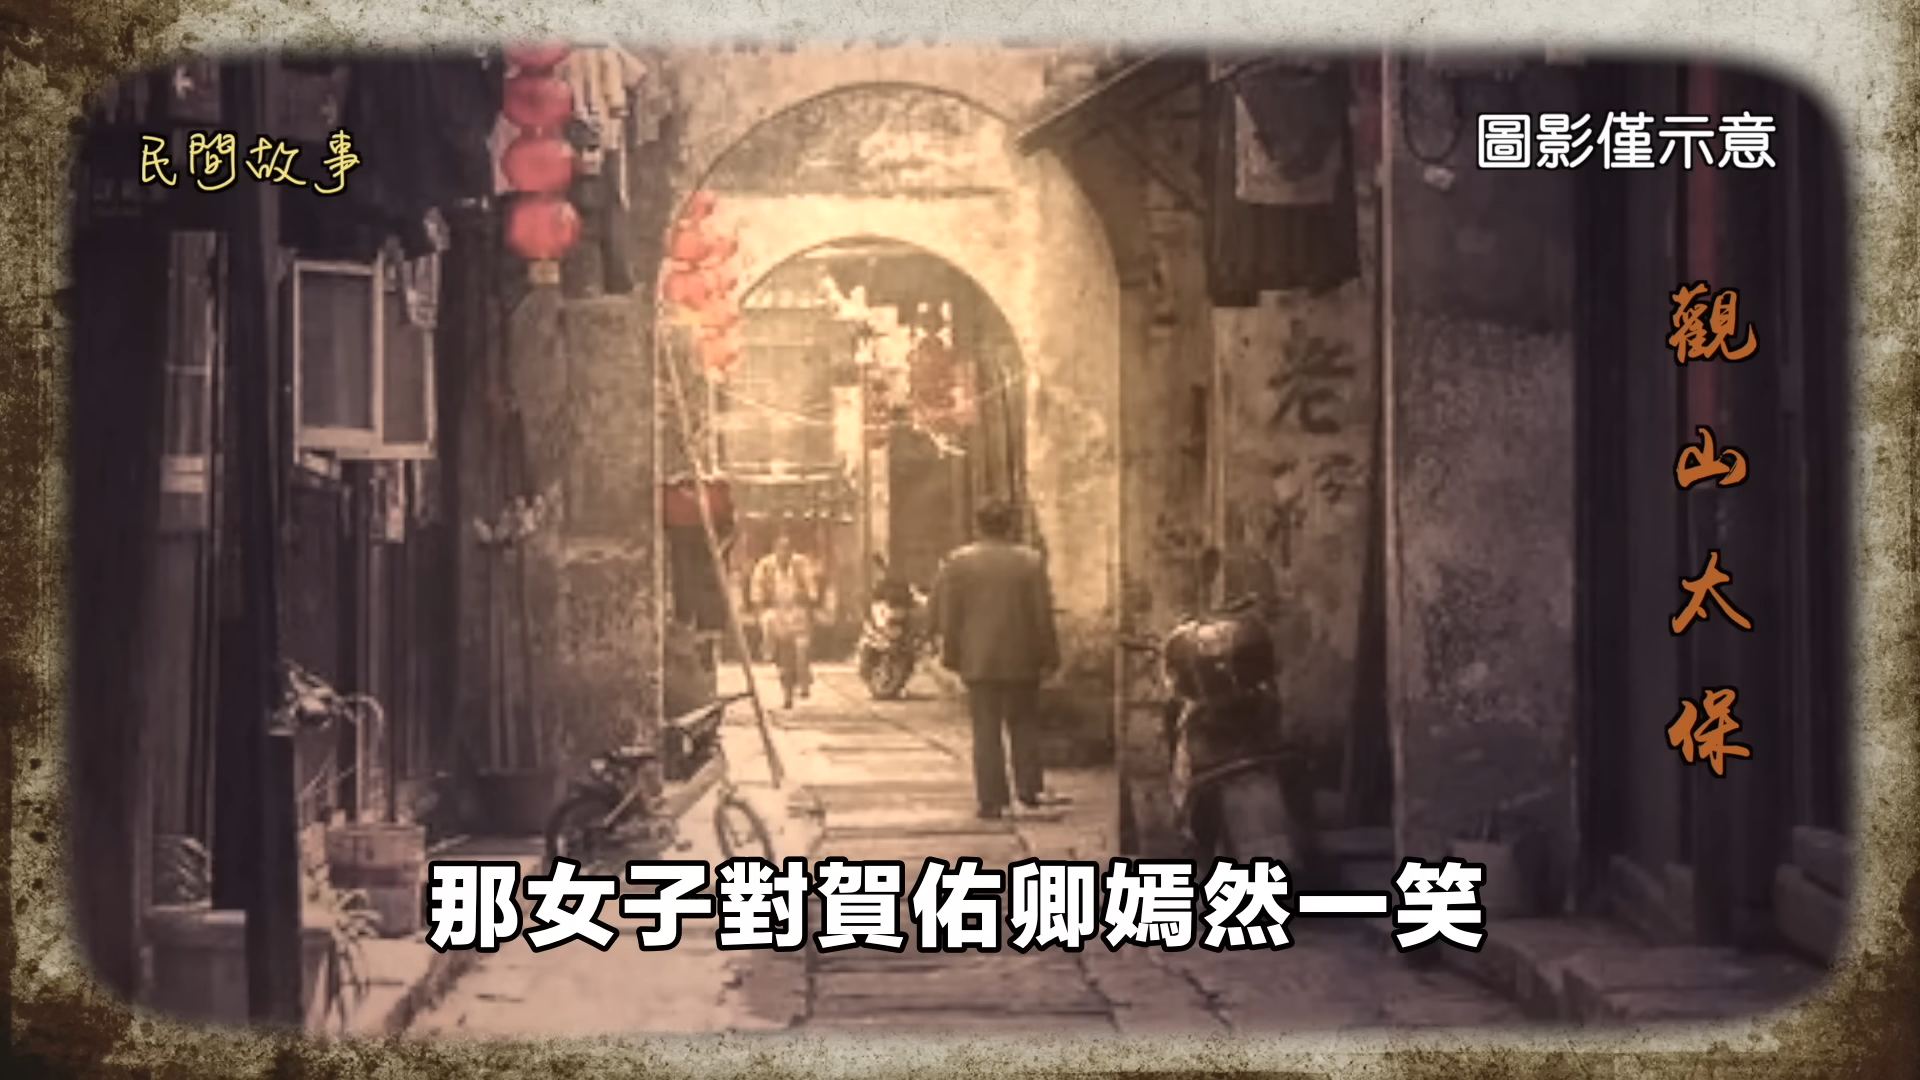 民間故事
圖影僅示意
觀山太保
老
那女子對賀佑卿嫣然一笑